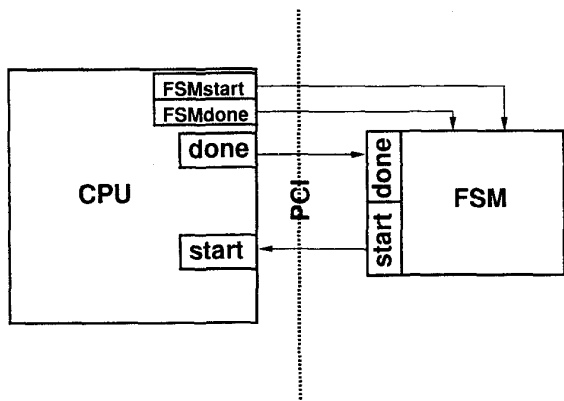 FSMstart
FSMdone
done
CPU
start
PCI
done
start
FSM